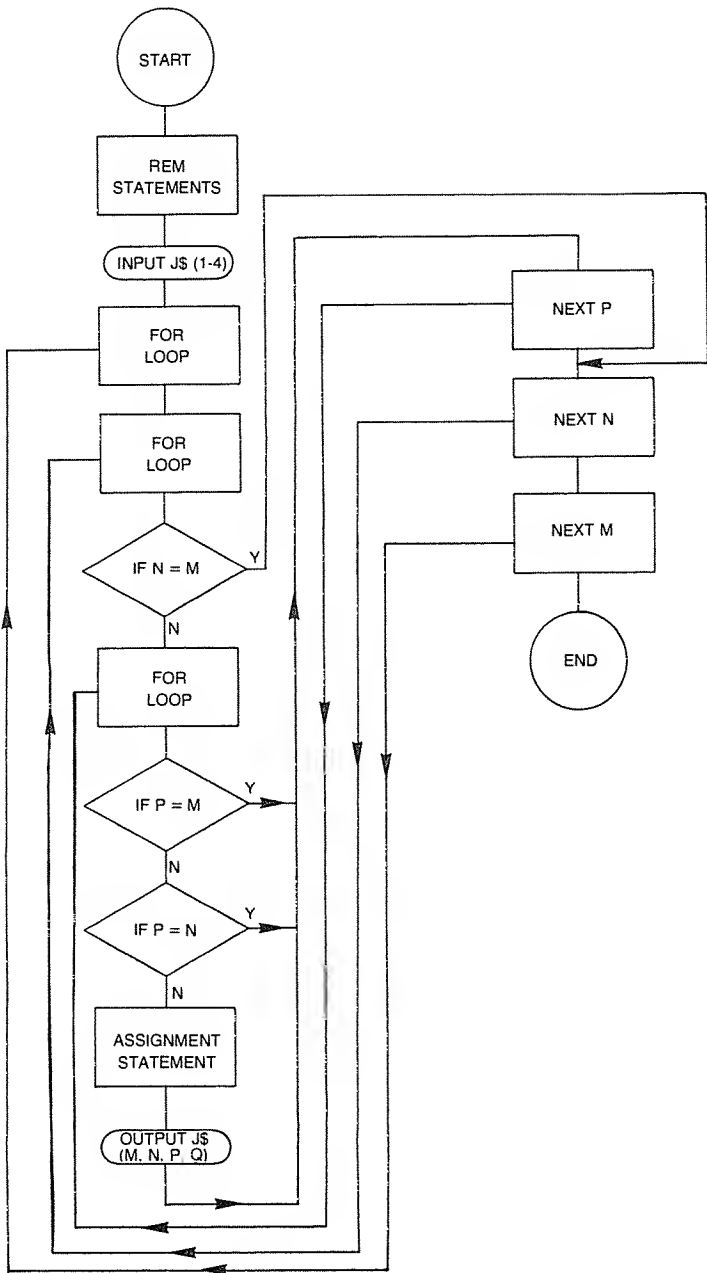 START
REM
STATEMENTS
INPUT J$ (1-4)
FOR
LOOP
FOR
LOOP
IF N = M
Y
N
FOR
LOOP
IF P = M
Y
N
IF P = N
Y
N
ASSIGNMENT
STATEMENT
OUTPUT J$
(M, N, P, Q)
NEXT P
NEXT N
NEXT M
END